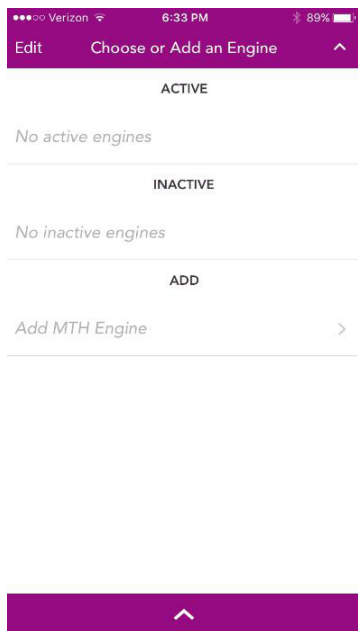 Verizon 6:33 PM 89%
Edit Choose or Add an Engine
ACTIVE
No active engines
INACTIVE
No inactive engines
ADD
Add MTH Engine